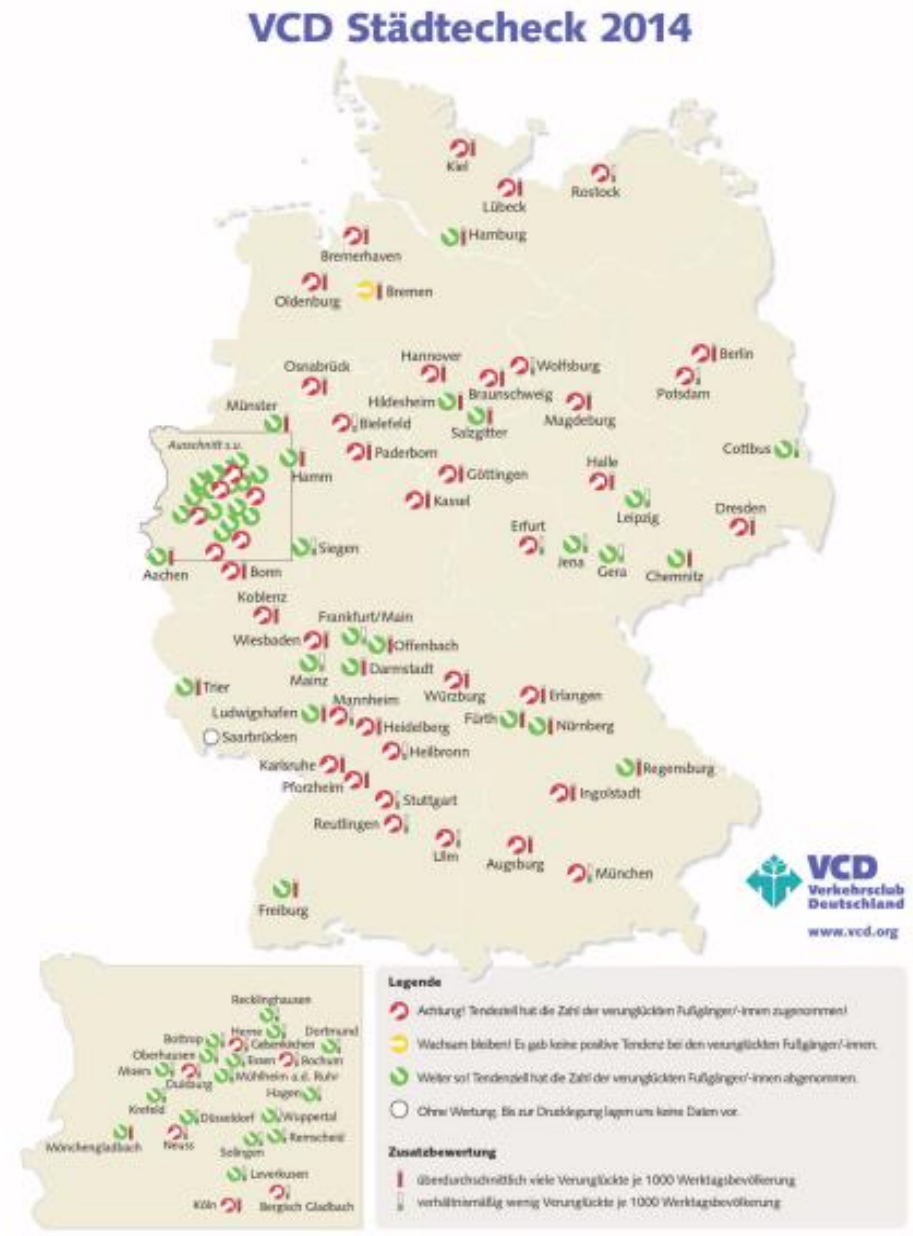 VCD Städtecheck 2014
Kiel
Rostock
Lübeck
Hamburg
Bremerhaven
Bremen
Oldenburg
Berlin
Hannover
Wolfsburg
Osnabrück
Potsdam
Braunschweig
Hildesheim
Magdeburg
Münster
Bielefeld
Salzgitter
Ausschnitt s.u.
Cottbus
Paderborn
Hamm
Göttingen
Halle
Kassel
Leipzig
Dresden
Erfurt
Siegen
Jena
Gera
Chemnitz
Aachen
Bonn
Koblenz
Frankfurt/Main
Wiesbaden
Offenbach
Mainz
Darmstadt
Trier
Würzburg
Erlangen
Mannheim
Ludwigshafen
Fürth
Heidelberg
Nürnberg
Saarbrücken
Heilbronn
Karlsruhe
Regemburg
Pforzheim
Ingolstadt
Stuttgart
Reutlingen
Ulm
Augsburg
München
Freiburg
VCD
Verkehrsclub
Deutschland
www.vcd.org
Recklinghausen
Herne
Dortmund
Bottrop
Gelsenkirchen
Oberhausen
Essen
Bochum
Moers
Duisburg
Mühlheim a.d. Ruhr
Hagen
Krefeld
Düsseldorf
Wuppertal
Mönchengladbach
Neuss
Remscheid
Solingen
Leverkusen
Köln
Bergisch Gladbach
Legende
Achtung! Tendeziell hat die Zahl der verunglückten Fußgänger/-innen zugenommen!
Wachsam bleiben! Es gab keine positive Tendenz bei den verunglückten Fußgänger/-innen.
Weiter so! Tendenziell hat die Zahl der verunglückten Fußgänger/-innen abgenommen.
Ohne Wertung. Bis zur Drucklegung lagen uns keine Daten vor.
Zusatzbewertung
überdurchschnittlich viele Verunglückte je 1000 Werktagsbevölkerung
verhältnismäßig wenig Verunglückte je 1000 Werktagsbevölkerung